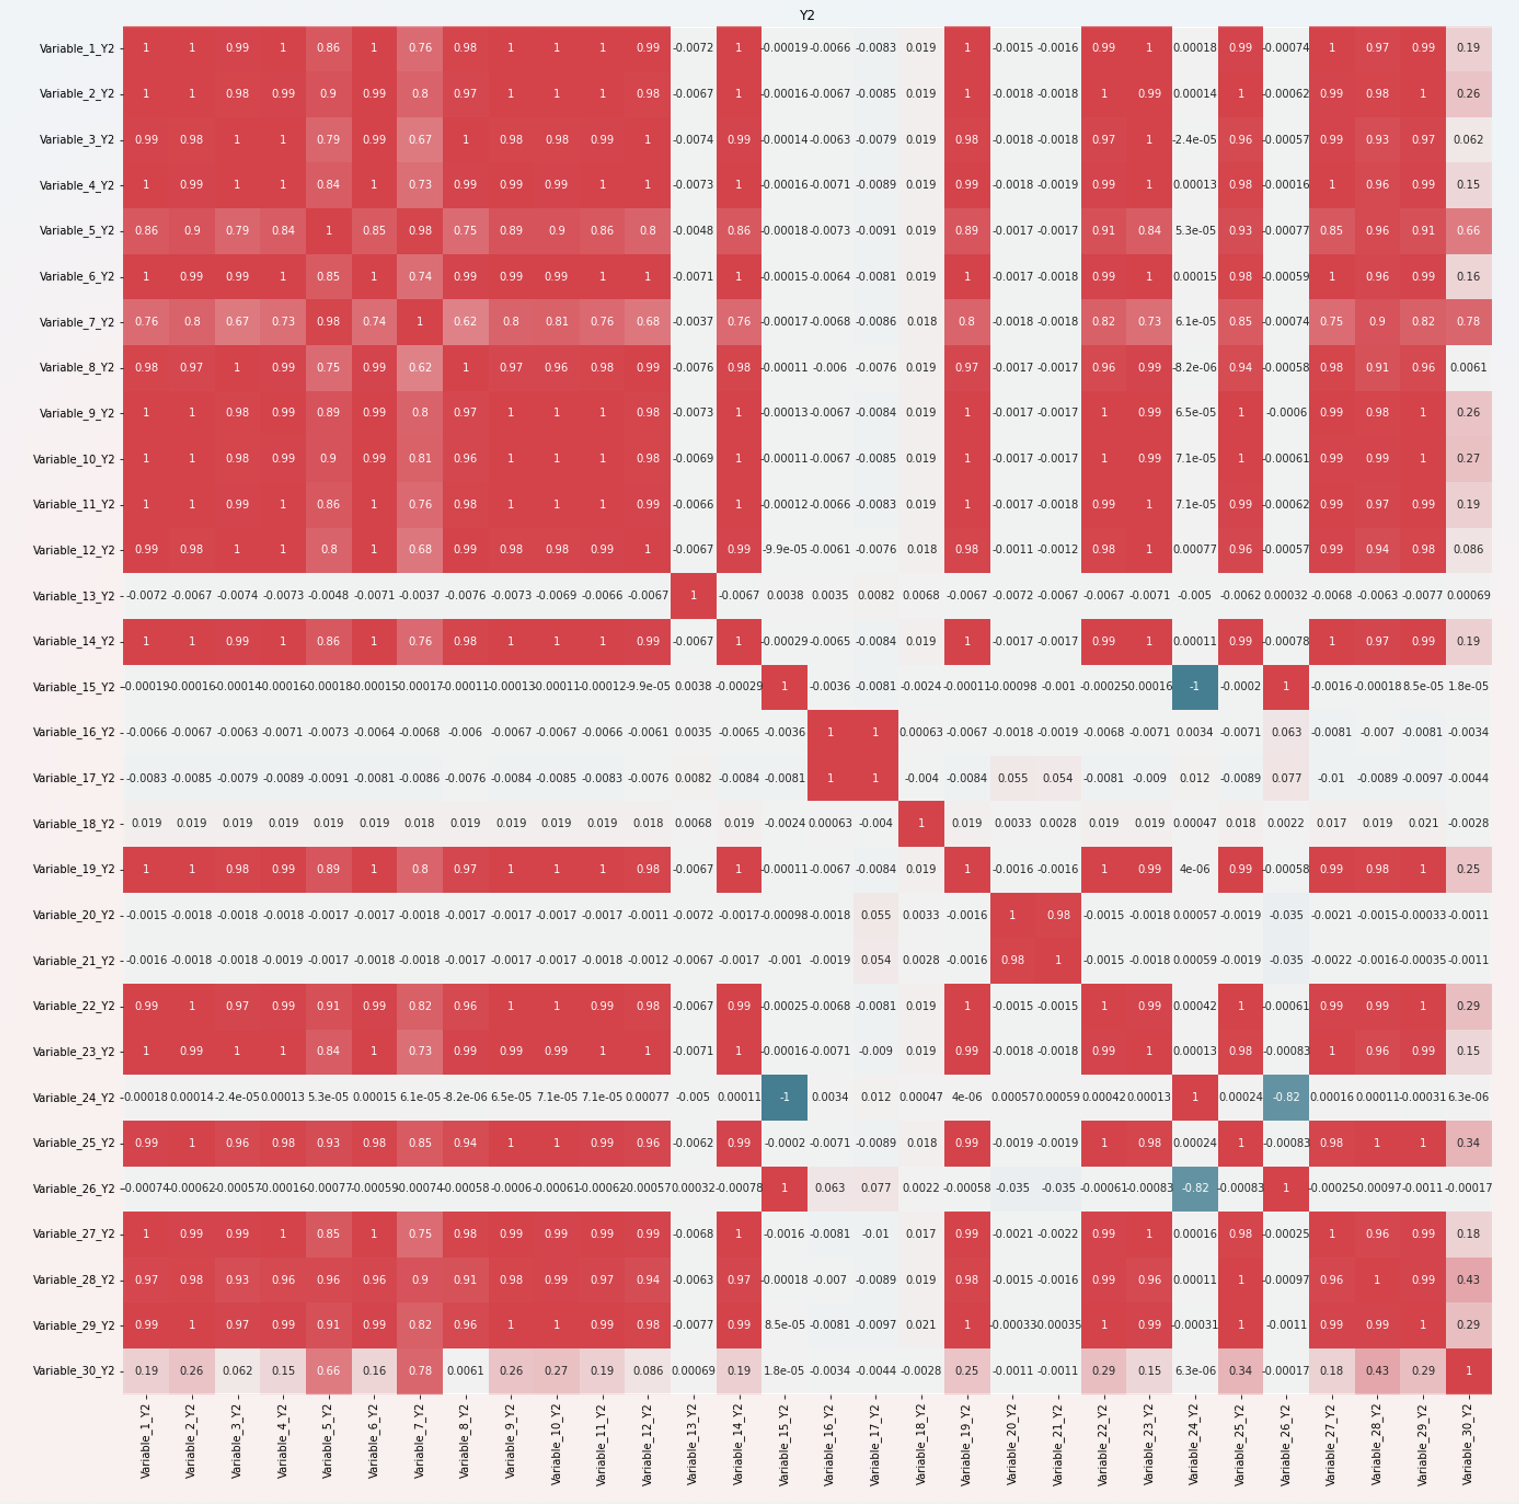 Y2
Variable_1_Y2 1 1 0.99 1 0.86 1 0.76 0.98 1 1 1 0.99 -0.0072 1 -0.00019 -0.0066 -0.0083 0.019 1 -0.0015 -0.0016 0.99 1 0.00018 0.99 -0.00074 1 0.97 0.99 0.19
Variable_2_Y2 1 1 0.98 0.99 0.9 0.99 0.8 0.97 1 1 1 0.98 -0.0067 1 -0.00016 -0.0067 -0.0085 0.019 1 -0.0018 -0.0018 1 0.99 0.00014 1 -0.00062 0.99 0.98 1 0.26
Variable_3_Y2 0.99 0.98 1 1 0.79 0.99 0.67 1 0.98 0.98 0.99 1 -0.0074 0.99 -0.00014 -0.0063 -0.0079 0.019 0.98 -0.0018 -0.0018 0.97 1 -2.4e-05 0.96 -0.00057 0.99 0.93 0.97 0.062
Variable_4_Y2 1 0.99 1 1 0.84 1 0.73 0.99 0.99 0.99 1 1 -0.0073 1 -0.00016 -0.0071 -0.0089 0.019 0.99 -0.0018 -0.0019 0.99 1 0.00013 0.98 -0.00016 1 0.96 0.99 0.15
Variable_5_Y2 0.86 0.9 0.79 0.84 1 0.85 0.98 0.75 0.89 0.9 0.86 0.8 -0.0048 0.86 -0.00018 -0.0073 -0.0091 0.019 0.89 -0.0017 -0.0017 0.91 0.84 5.3e-05 0.93 -0.00077 0.85 0.96 0.91 0.66
Variable_6_Y2 1 0.99 0.99 1 0.85 1 0.74 0.99 0.99 0.99 1 1 -0.0071 1 -0.00015 -0.0064 -0.0081 0.019 1 -0.0017 -0.0018 0.99 1 0.00015 0.98 -0.00059 1 0.96 0.99 0.16
Variable_7_Y2 0.76 0.8 0.67 0.73 0.98 0.74 1 0.62 0.8 0.81 0.76 0.68 -0.0037 0.76 -0.00017 -0.0068 -0.0086 0.018 0.8 -0.0018 -0.0018 0.82 0.73 6.1e-05 0.85 -0.00074 0.75 0.9 0.82 0.78
Variable_8_Y2 0.98 0.97 1 0.99 0.75 0.99 0.62 1 0.97 0.96 0.98 0.99 -0.0076 0.98 -0.00011 -0.006 -0.0076 0.019 0.97 -0.0017 -0.0017 0.96 0.99 -8.2e-06 0.94 -0.00058 0.98 0.91 0.96 0.0061
Variable_9_Y2 1 1 0.98 0.99 0.89 0.99 0.8 0.97 1 1 1 0.98 -0.0073 1 -0.00013 -0.0067 -0.0084 0.019 1 -0.0017 -0.0017 1 0.99 6.5e-05 1 -0.0006 0.99 0.98 1 0.26
Variable_10_Y2 1 1 0.98 0.99 0.9 0.99 0.81 0.96 1 1 1 0.98 -0.0069 1 -0.00011 -0.0067 -0.0085 0.019 1 -0.0017 -0.0017 1 0.99 7.1e-05 1 -0.00061 0.99 0.99 1 0.27
Variable_11_Y2 1 1 0.99 1 0.86 1 0.76 0.98 1 1 1 0.99 -0.0066 1 -0.00012 -0.0066 -0.0083 0.019 1 -0.0017 -0.0018 0.99 1 7.1e-05 0.99 -0.00062 0.99 0.97 0.99 0.19
Variable_12_Y2 0.99 0.98 1 1 0.8 1 0.68 0.99 0.98 0.98 0.99 1 -0.0067 0.99 -9.9e-05 -0.0061 -0.0076 0.018 0.98 -0.0011 -0.0012 0.98 1 0.00077 0.96 -0.00057 0.99 0.94 0.98 0.086
Variable_13_Y2 -0.0072 -0.0067 -0.0074 -0.0073 -0.0048 -0.0071 -0.0037 -0.0076 -0.0073 -0.0069 -0.0066 -0.0067 1 -0.0067 0.0038 0.0035 0.0082 0.0068 -0.0067 -0.0072 -0.0067 -0.0067 -0.0071 -0.005 -0.0062 0.00032 -0.0068 -0.0063 -0.0077 0.00069
Variable_14_Y2 1 1 0.99 1 0.86 1 0.76 0.98 1 1 1 0.99 -0.0067 1 -0.00029 -0.0065 -0.0084 0.019 1 -0.0017 -0.0017 0.99 1 0.00011 0.99 -0.00078 1 0.97 0.99 0.19
Variable_15_Y2 -0.00019 -0.00016 -0.00014 -0.00016 -0.00018 -0.00015 -0.00017 -0.00011 -0.00013 -0.00011 -0.00012 -9.9e-05 0.0038 -0.00029 1 -0.0036 -0.0081 -0.0024 -0.00011 -0.00098 -0.001 -0.00025 -0.00016 -1 -0.0002 1 -0.0016 -0.00018 8.5e-05 1.8e-05
Variable_16_Y2 -0.0066 -0.0067 -0.0063 -0.0071 -0.0073 -0.0064 -0.0068 -0.006 -0.0067 -0.0067 -0.0066 -0.0061 0.0035 -0.0065 -0.0036 1 1 0.00063 -0.0067 -0.0018 -0.0019 -0.0068 -0.0071 0.0034 -0.0071 0.063 -0.0081 -0.007 -0.0081 -0.0034
Variable_17_Y2 -0.0083 -0.0085 -0.0079 -0.0089 -0.0091 -0.0081 -0.0086 -0.0076 -0.0084 -0.0085 -0.0083 -0.0076 0.0082 -0.0084 -0.0081 1 1 -0.004 -0.0084 0.055 0.054 -0.0081 -0.009 0.012 -0.0089 0.077 -0.01 -0.0089 -0.0097 -0.0044
Variable_18_Y2 0.019 0.019 0.019 0.019 0.019 0.019 0.018 0.019 0.019 0.019 0.019 0.018 0.0068 0.019 -0.0024 0.00063 -0.004 1 0.019 0.0033 0.0028 0.019 0.019 0.00047 0.018 0.0022 0.017 0.019 0.021 -0.0028
Variable_19_Y2 1 1 0.98 0.99 0.89 1 0.8 0.97 1 1 1 0.98 -0.0067 1 -0.00011 -0.0067 -0.0084 0.019 1 -0.0016 -0.0016 1 0.99 4e-06 0.99 -0.00058 0.99 0.98 1 0.25
Variable_20_Y2 -0.0015 -0.0018 -0.0018 -0.0018 -0.0017 -0.0017 -0.0018 -0.0017 -0.0017 -0.0017 -0.0017 -0.0011 -0.0072 -0.0017 -0.00098 -0.0018 0.055 0.0033 -0.0016 1 0.98 -0.0015 -0.0018 0.00057 -0.0019 -0.035 -0.0021 -0.0015 -0.00033 -0.0011
Variable_21_Y2 -0.0016 -0.0018 -0.0018 -0.0019 -0.0017 -0.0018 -0.0018 -0.0017 -0.0017 -0.0017 -0.0018 -0.0012 -0.0067 -0.0017 -0.001 -0.0019 0.054 0.0028 -0.0016 0.98 1 -0.0015 -0.0018 0.00059 -0.0019 -0.035 -0.0022 -0.0016 -0.00035 -0.0011
Variable_22_Y2 0.99 1 0.97 0.99 0.91 0.99 0.82 0.96 1 1 0.99 0.98 -0.0067 0.99 -0.00025 -0.0068 -0.0081 0.019 1 -0.0015 -0.0015 1 0.99 0.00042 1 -0.00061 0.99 0.99 1 0.29
Variable_23_Y2 1 0.99 1 1 0.84 1 0.73 0.99 0.99 0.99 1 1 -0.0071 1 -0.00016 -0.0071 -0.009 0.019 0.99 -0.0018 -0.0018 0.99 1 0.00013 0.98 -0.00083 1 0.96 0.99 0.15
Variable_24_Y2 0.00018 0.00014 -2.4e-05 0.00013 5.3e-05 0.00015 6.1e-05 -8.2e-06 6.5e-05 7.1e-05 7.1e-05 0.00077 -0.005 0.00011 -1 0.0034 0.012 0.00047 4e-06 0.00057 0.00059 0.00042 0.00013 1 0.00024 -0.82 0.00016 0.00011 -0.00031 6.3e-06
Variable_25_Y2 0.99 1 0.96 0.98 0.93 0.98 0.85 0.94 1 1 0.99 0.96 -0.0062 0.99 -0.0002 -0.0071 -0.0089 0.018 0.99 -0.0019 -0.0019 1 0.98 0.00024 1 -0.00083 0.98 1 1 0.34
Variable_26_Y2 -0.00074 -0.00062 -0.00057 -0.00016 -0.00077 -0.00059 -0.00074 -0.00058 -0.0006 -0.00061 -0.00062 -0.00057 0.00032 -0.00078 1 0.063 0.077 0.0022 -0.00058 -0.035 -0.035 -0.00061 -0.00083 -0.82 -0.00083 1 -0.00025 -0.00097 -0.0011 -0.00017
Variable_27_Y2 1 0.99 0.99 1 0.85 1 0.75 0.98 0.99 0.99 0.99 0.99 -0.0068 1 -0.0016 -0.0081 -0.01 0.017 0.99 -0.0021 -0.0022 0.99 1 0.00016 0.98 -0.00025 1 0.96 0.99 0.18
Variable_28_Y2 0.97 0.98 0.93 0.96 0.96 0.96 0.9 0.91 0.98 0.99 0.97 0.94 -0.0063 0.97 -0.00018 -0.007 -0.0089 0.019 0.98 -0.0015 -0.0016 0.99 0.96 0.00011 1 -0.00097 0.96 1 0.99 0.43
Variable_29_Y2 0.99 1 0.97 0.99 0.91 0.99 0.82 0.96 1 1 0.99 0.98 -0.0077 0.99 8.5e-05 -0.0081 -0.0097 0.021 1 -0.00033 -0.00035 1 0.99 -0.00031 1 -0.0011 0.99 0.99 1 0.29
Variable_30_Y2 0.19 0.26 0.062 0.15 0.66 0.16 0.78 0.0061 0.26 0.27 0.19 0.086 0.00069 0.19 1.8e-05 -0.0034 -0.0044 -0.0028 0.25 -0.0011 -0.0011 0.29 0.15 6.3e-06 0.34 -0.00017 0.18 0.43 0.29 1
Variable_1_Y2
Variable_2_Y2
Variable_3_Y2
Variable_4_Y2
Variable_5_Y2
Variable_6_Y2
Variable_7_Y2
Variable_8_Y2
Variable_9_Y2
Variable_10_Y2
Variable_11_Y2
Variable_12_Y2
Variable_13_Y2
Variable_14_Y2
Variable_15_Y2
Variable_16_Y2
Variable_17_Y2
Variable_18_Y2
Variable_19_Y2
Variable_20_Y2
Variable_21_Y2
Variable_22_Y2
Variable_23_Y2
Variable_24_Y2
Variable_25_Y2
Variable_26_Y2
Variable_27_Y2
Variable_28_Y2
Variable_29_Y2
Variable_30_Y2